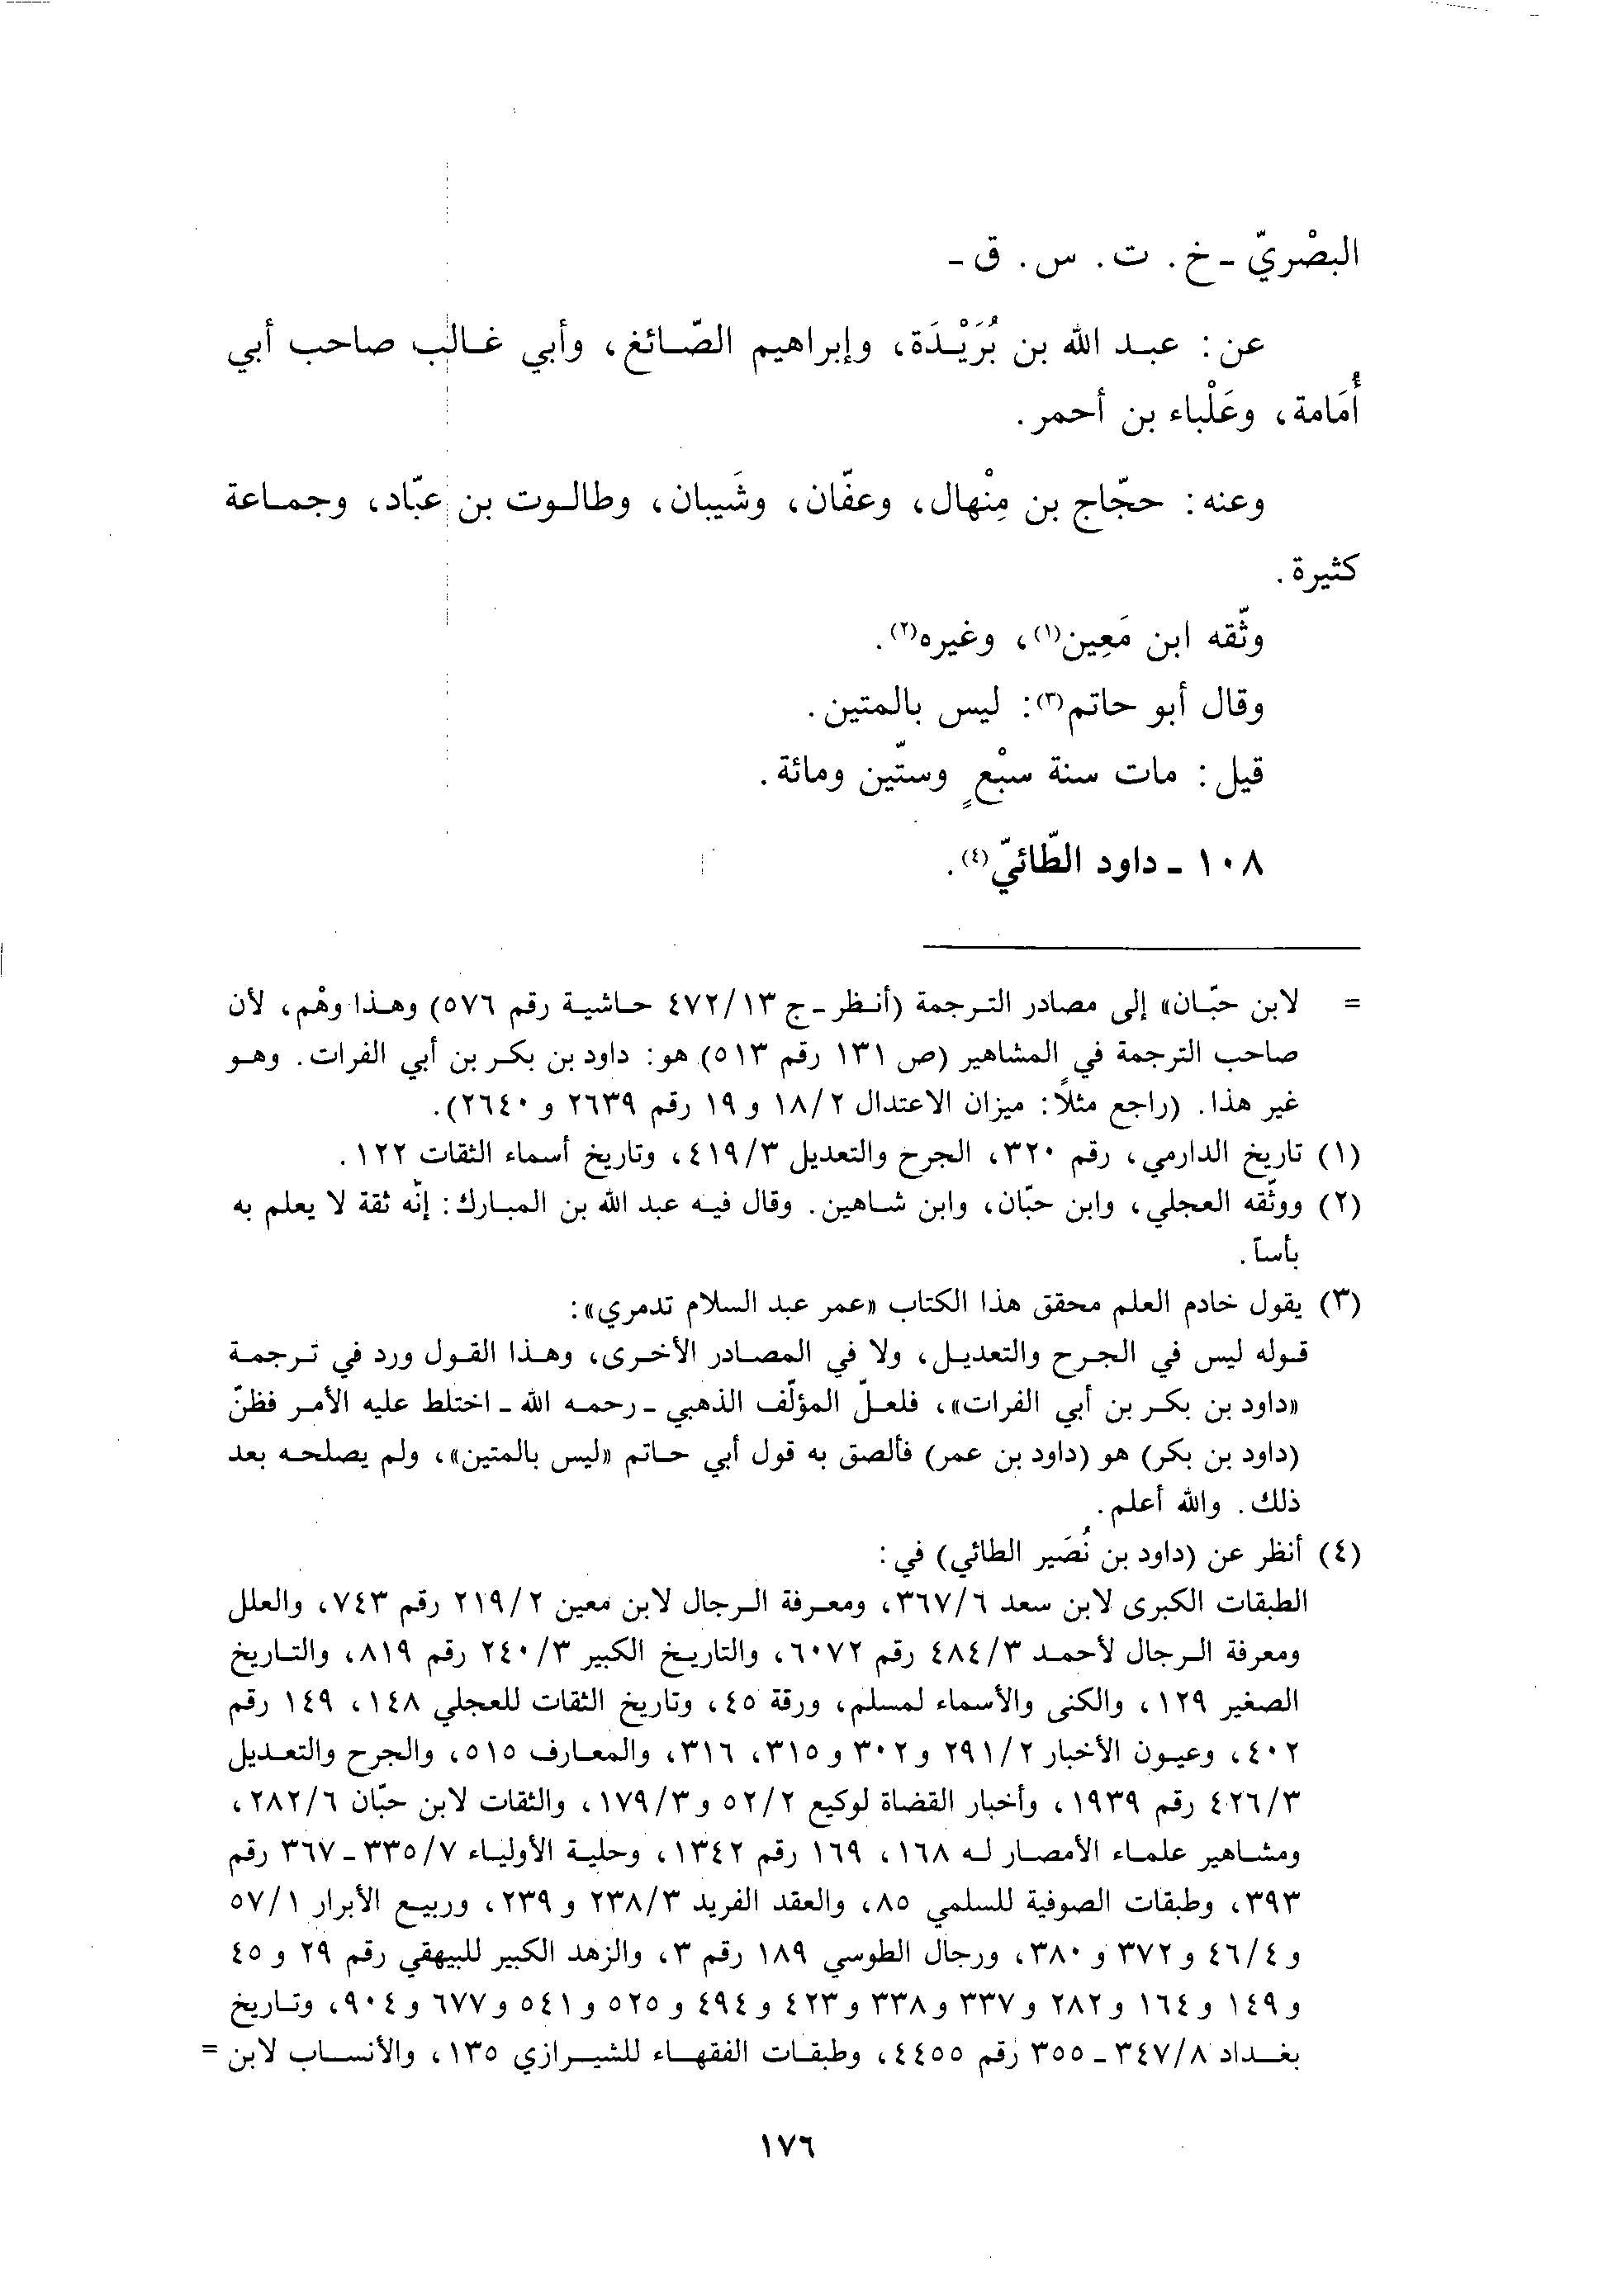 البصْريّ - خ. ت. س. ق -
عن: عبد الله بن بُرَيْدَة، وإبراهيم الصّائغ، وأبي غالب صاحب أبي
أُمَامة، وعَلْباء بن أحمر.
وعنه: حجّاج بن مِنْهال، وعفّان، وشَيبان، وطالوت بن عبّاد، وجماعة
كثيرة.
وثّقه ابن مَعِين(١)، وغيره(٢).
وقال أبو حاتم(٣): ليس بالمتين.
قيل: مات سنة سبْعٍ وستّين ومائة.
١٠٨ - داود الطّائيّ(٤).
= لابن حبّان» إلى مصادر الترجمة (أنظر - ج ٤٧٢/١٣ حاشية رقم ٥٧٦) وهذا وهْم، لأن
صاحب الترجمة في المشاهير (ص ١٣١ رقم ٥١٣) هو: داود بن بكر بن أبي الفرات. وهو
غير هذا. (راجع مثلاً: ميزان الاعتدال ١٨/٢ و ١٩ رقم ٢٦٣٩ و ٢٦٤٠).
(١) تاريخ الدارمي، رقم ٣٢٠، الجرح والتعديل ٤١٩/٣، وتاريخ أسماء الثقات ١٢٢.
(٢) ووثّقه العجلي، وابن حبّان، وابن شاهين. وقال فيه عبد الله بن المبارك: إنّه ثقة لا يعلم به
بأساً.
(٣) يقول خادم العلم محقق هذا الكتاب «عمر عبد السلام تدمري»:
قوله ليس في الجرح والتعديل، ولا في المصادر الأخرى، وهذا القول ورد في ترجمة
«داود بن بكر بن أبي الفرات»، فلعلّ المؤلّف الذهبي - رحمه الله - اختلط عليه الأمر فظنّ
(داود بن بكر) هو (داود بن عمر) فألصق به قول أبي حاتم «ليس بالمتين»، ولم يصلحه بعد
ذلك. والله أعلم.
(٤) أنظر عن (داود بن نُصَير الطائي) في:
الطبقات الكبرى لابن سعد ٣٦٧/٦، ومعرفة الرجال لابن معين ٢١٩/٢ رقم ٧٤٣، والعلل
ومعرفة الرجال لأحمد ٤٨٤/٣ رقم ٦٠٧٢، والتاريخ الكبير ٢٤٠/٣ رقم ٨١٩، والتاريخ
الصغير ١٢٩، والكنى والأسماء لمسلم، ورقة ٤٥، وتاريخ الثقات للعجلي ١٤٨، ١٤٩ رقم
٤٠٢، وعيون الأخبار ٢٩١/٢ و ٣٠٢ و ٣١٥، ٣١٦، والمعارف ٥١٥، والجرح والتعديل
٤٢٦/٣ رقم ١٩٣٩، وأخبار القضاة لوكيع ٥٢/٢ و ١٧٩/٣، والثقات لابن حبّان ٢٨٢/٦،
ومشاهير علماء الأمصار له ١٦٨، ١٦٩ رقم ١٣٤٢، وحلية الأولياء ٣٣٥/٧ - ٣٦٧ رقم
٣٩٣، وطبقات الصوفية للسلمي ٨٥، والعقد الفريد ٢٣٨/٣ و ٢٣٩، وربيع الأبرار ٥٧/١
و ٤٦/٤ و ٣٧٢ و ٣٨٠، ورجال الطوسي ١٨٩ رقم ٣، والزهد الكبير للبيهقي رقم ٢٩ و ٤٥
و ١٤٩ و ١٦٤ و ٢٨٢ و ٣٣٧ و ٣٣٨ و ٤٢٣ و ٤٩٤ و ٥٢٥ و ٥٤١ و ٦٧٧ و ٩٠٤، وتاريخ
بغداد ٣٤٧/٨ - ٣٥٥ رقم ٤٤٥٥، وطبقات الفقهاء للشيرازي ١٣٥، والأنساب لابن =
١٧٦